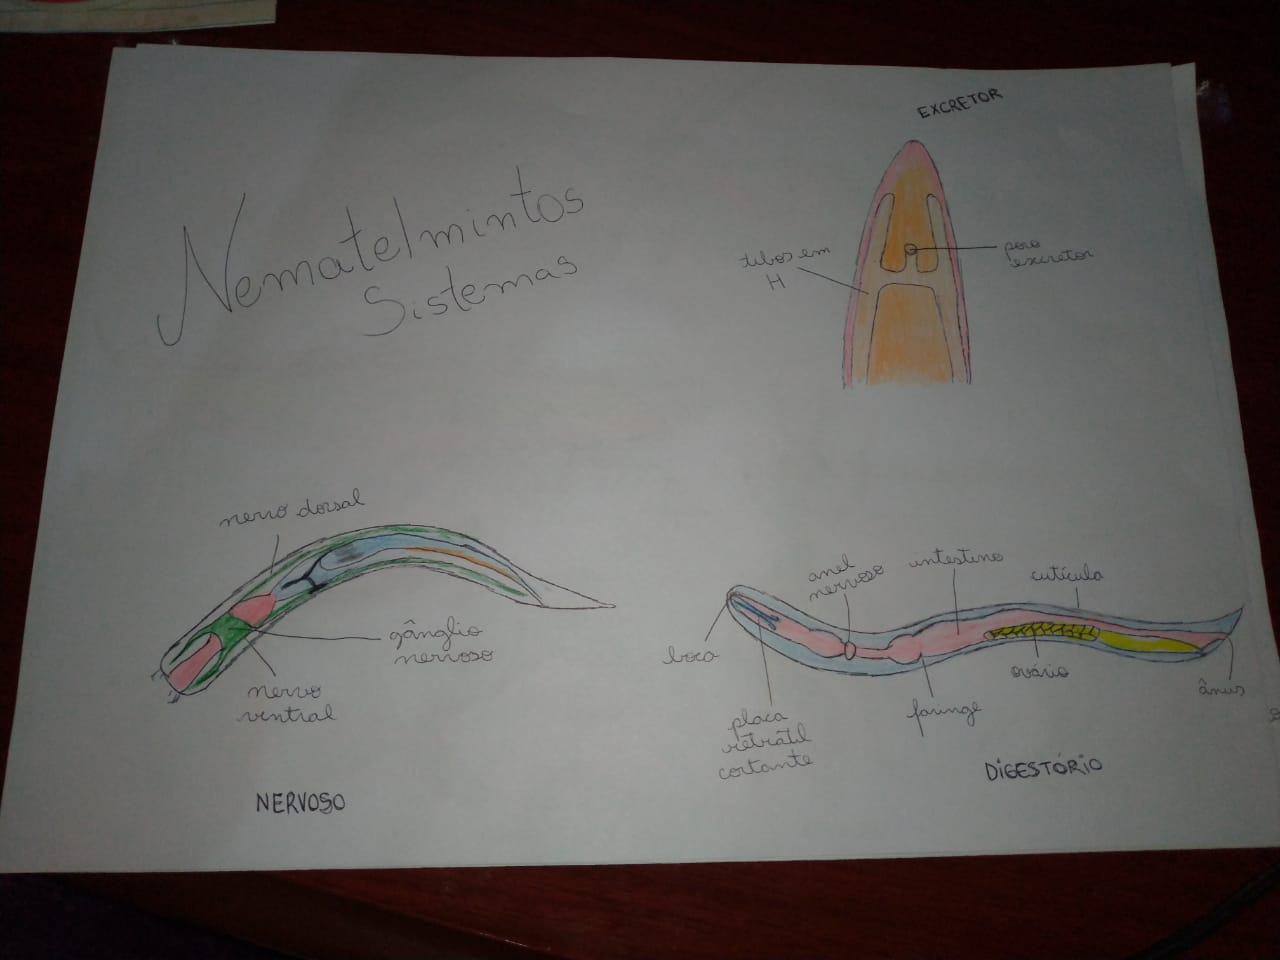 Nematelmintos
Sistemas
EXCRETOR
tubos em
H
poro
excretor
nervo dorsal
gânglio
nervoso
nervo
ventral
NERVOSO
anel
nervoso
intestino
cutícula
boca
ovário
ânus
placa
retrátil
cortante
faringe
DIGESTÓRIO